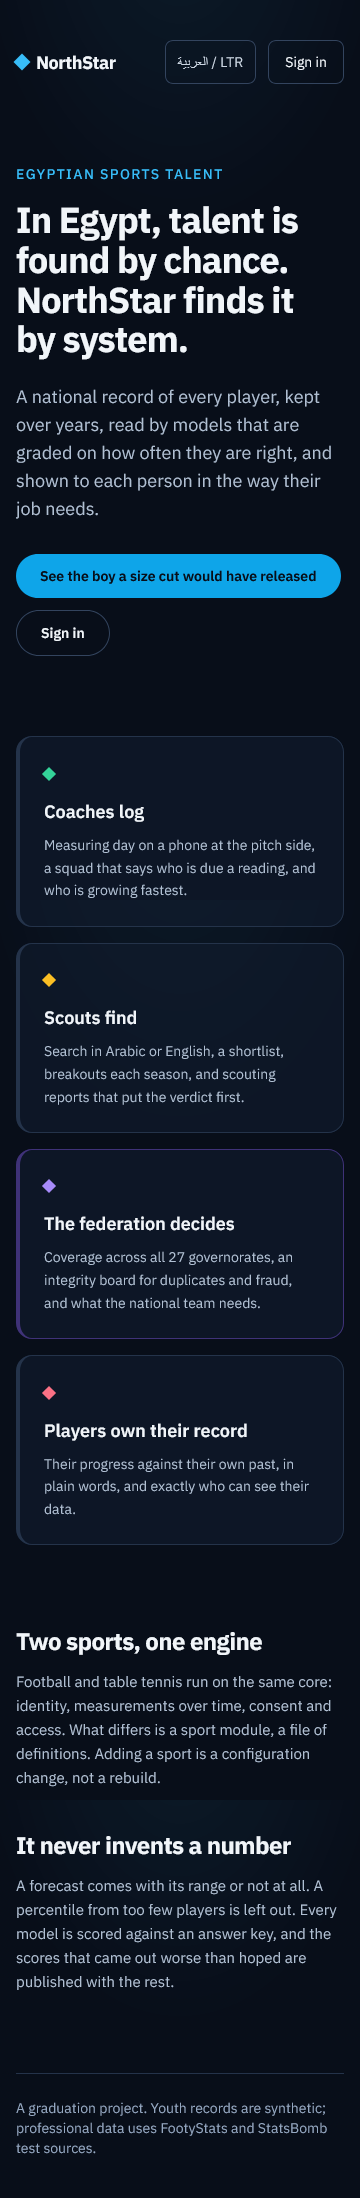 NorthStar
العربية / LTR
Sign in
EGYPTIAN SPORTS TALENT
In Egypt, talent is
found by chance.
NorthStar finds it
by system.
A national record of every player, kept
over years, read by models that are
graded on how often they are right, and
shown to each person in the way their
job needs.
See the boy a size cut would have released
Sign in
Coaches log
Measuring day on a phone at the pitch side,
a squad that says who is due a reading, and
who is growing fastest.
Scouts find
Search in Arabic or English, a shortlist,
breakouts each season, and scouting
reports that put the verdict first.
The federation decides
Coverage across all 27 governorates, an
integrity board for duplicates and fraud,
and what the national team needs.
Players own their record
Their progress against their own past, in
plain words, and exactly who can see their
data.
Two sports, one engine
Football and table tennis run on the same core:
identity, measurements over time, consent and
access. What differs is a sport module, a file of
definitions. Adding a sport is a configuration
change, not a rebuild.
It never invents a number
A forecast comes with its range or not at all. A
percentile from too few players is left out. Every
model is scored against an answer key, and the
scores that came out worse than hoped are
published with the rest.
A graduation project. Youth records are synthetic;
professional data uses FootyStats and StatsBomb
test sources.